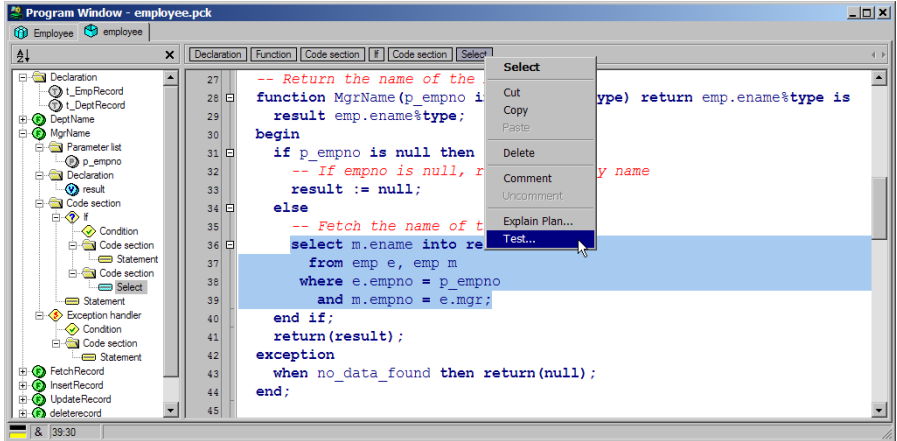 Program Window - employee.pck
Employee employee
Declaration Function Code section If Code section Select
Declaration
t_EmpRecord
t_DeptRecord
DeptName
MgrName
Parameter list
p_empno
Declaration
result
Code section
If
Condition
Code section
Statement
Code section
Select
Statement
Exception handler
Condition
Code section
Statement
FetchRecord
InsertRecord
UpdateRecord
deleterecord
27 -- Return the name of the
28 function MgrName(p_empno i ype) return emp.ename%type is
29 result emp.ename%type;
30 begin
31 if p_empno is null then
32 -- If empno is null, r y name
33 result := null;
34 else
35 -- Fetch the name of t
36 select m.ename into re
37 from emp e, emp m
38 where e.empno = p_empno
39 and m.empno = e.mgr;
40 end if;
41 return(result);
42 exception
43 when no_data_found then return(null);
44 end;
45
Select
Cut
Copy
Paste
Delete
Comment
Uncomment
Explain Plan...
Test...
& 39:30